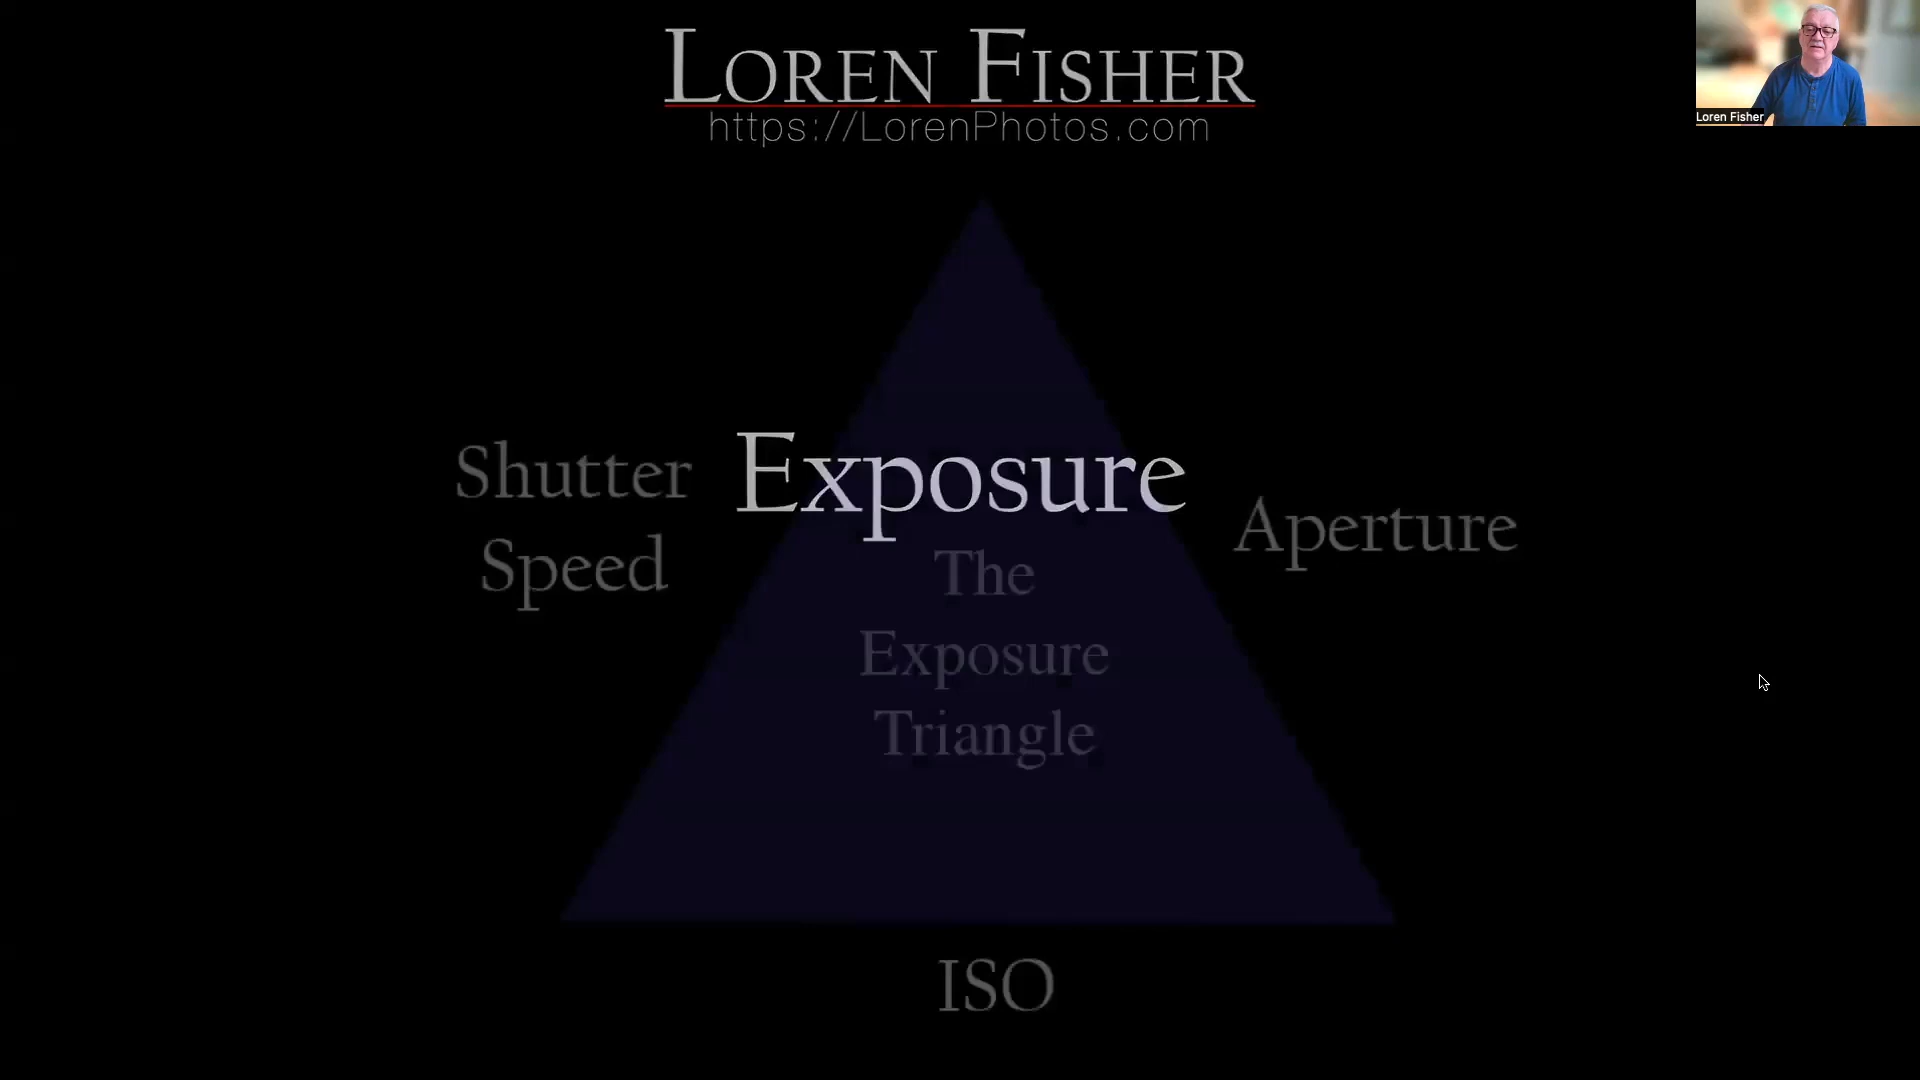 LOREN FISHER
https://LorenPhotos.com
Loren Fisher
Exposure
Shutter
Speed
Aperture
The
Exposure
Triangle
ISO